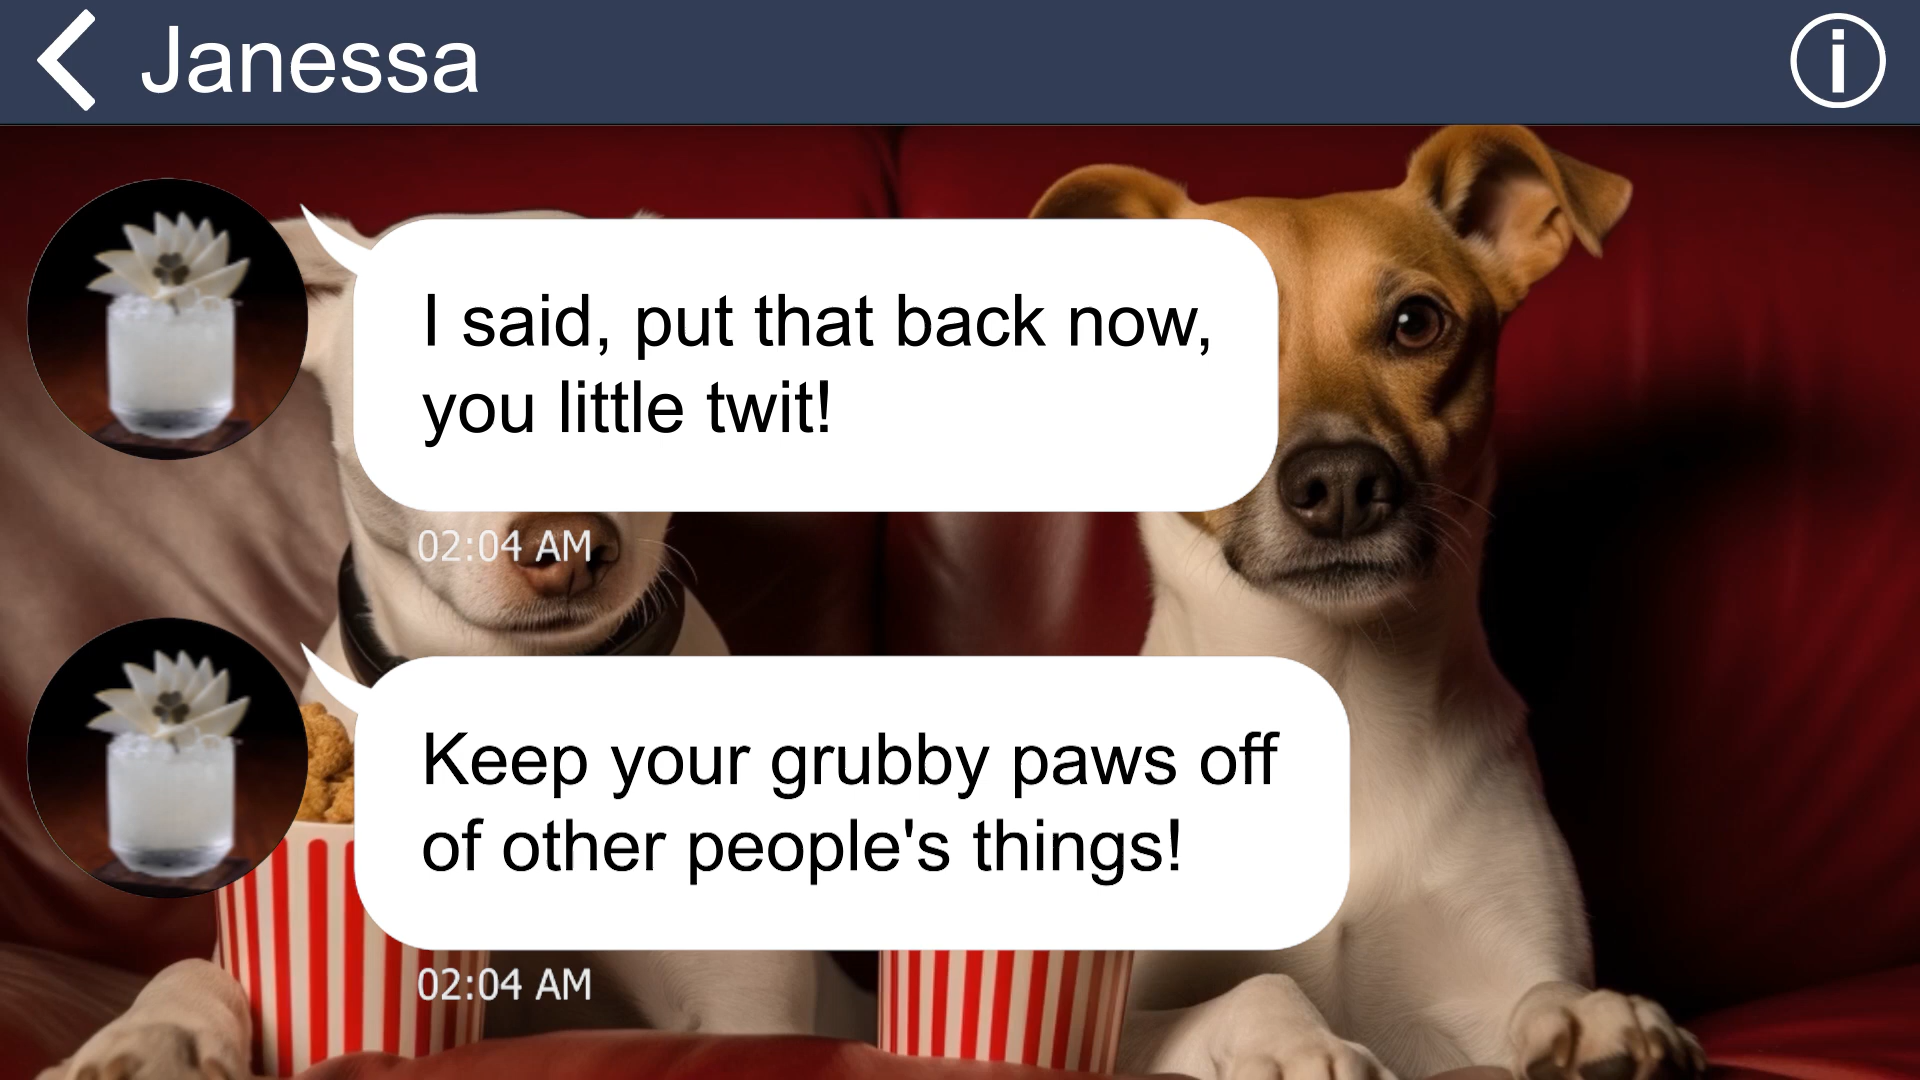 Janessa
I said, put that back now,
you little twit!
02:04 AM
Keep your grubby paws off
of other people's things!
02:04 AM